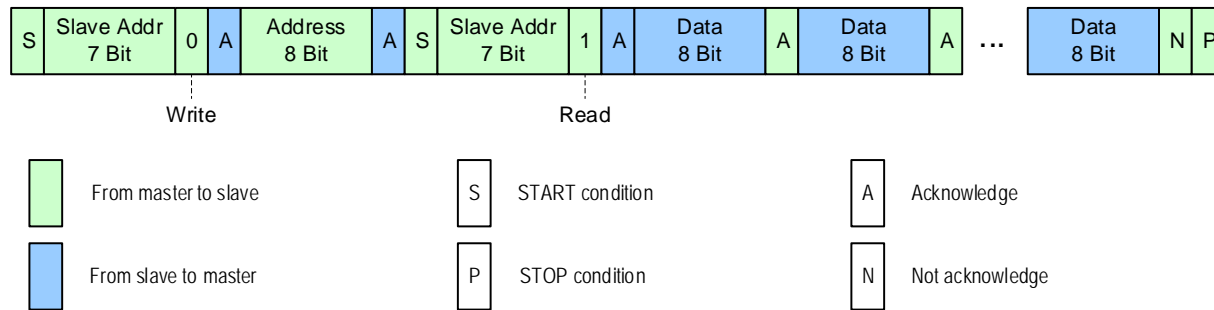 S Slave Addr 7 Bit 0 A Address 8 Bit A S Slave Addr 7 Bit 1 A Data 8 Bit A Data 8 Bit A ... Data 8 Bit N P
Write Read
From master to slave S START condition A Acknowledge
From slave to master P STOP condition N Not acknowledge